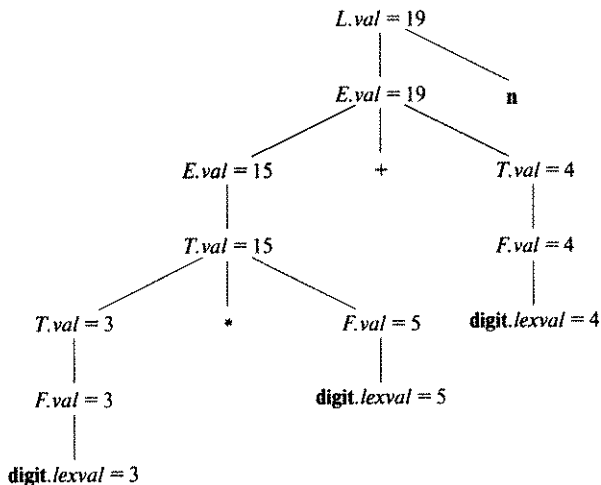 L.val = 19
E.val = 19 n
E.val = 15 + T.val = 4
T.val = 15 F.val = 4
T.val = 3 * F.val = 5 digit.lexval = 4
F.val = 3 digit.lexval = 5
digit.lexval = 3